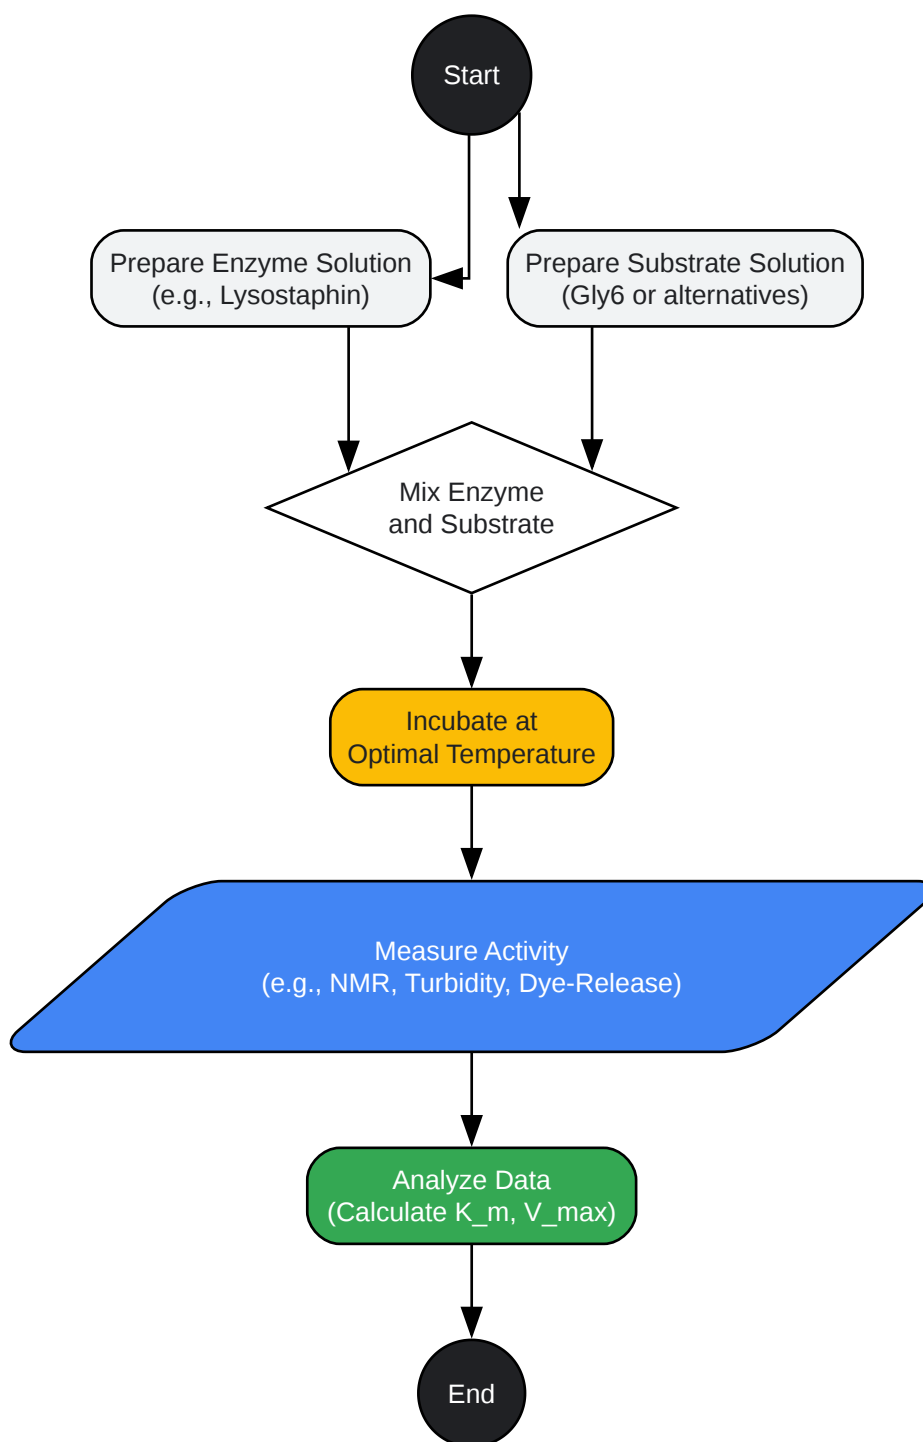 Start
Prepare Enzyme Solution
(e.g., Lysostaphin)
Prepare Substrate Solution
(Gly6 or alternatives)
Mix Enzyme
and Substrate
Incubate at
Optimal Temperature
Measure Activity
(e.g., NMR, Turbidity, Dye-Release)
Analyze Data
(Calculate K_m, V_max)
End